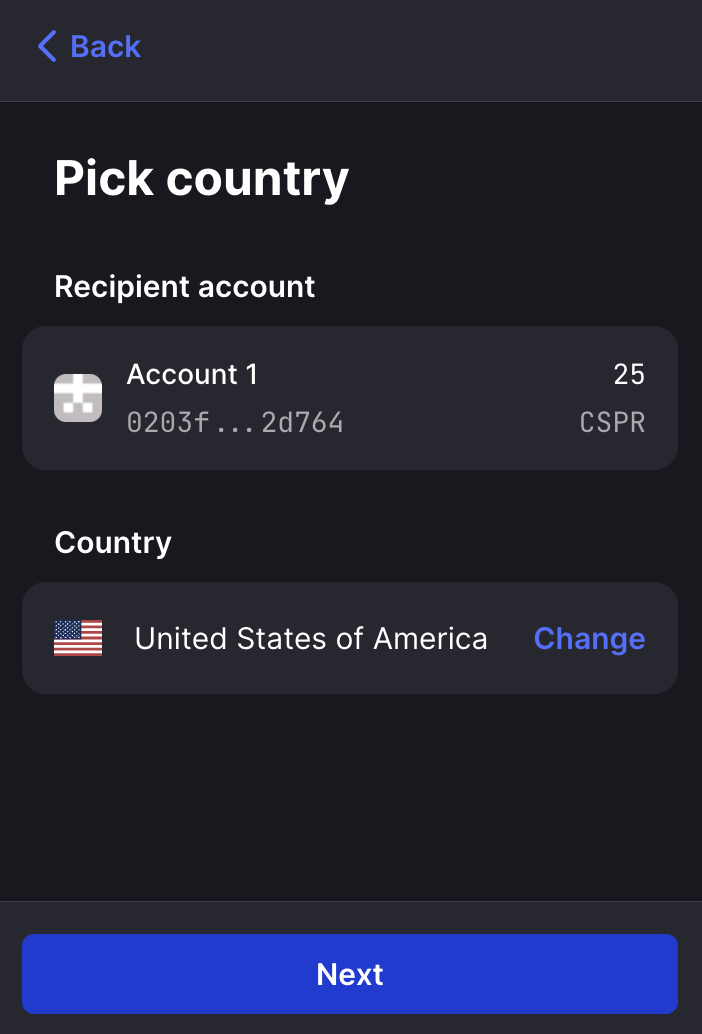 Back
Pick country
Recipient account
Account 1 25
0203f...2d764 CSPR
Country
United States of America Change
Next